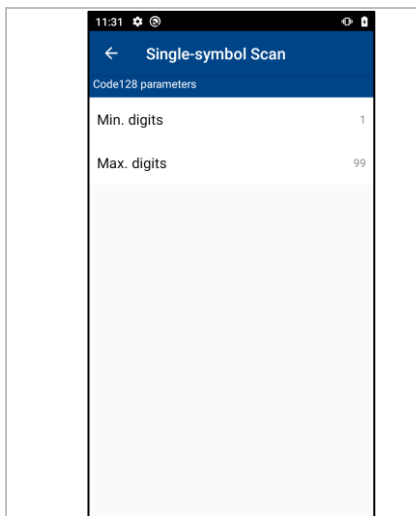 11:31
Single-symbol Scan
Code128 parameters
Min. digits 1
Max. digits 99